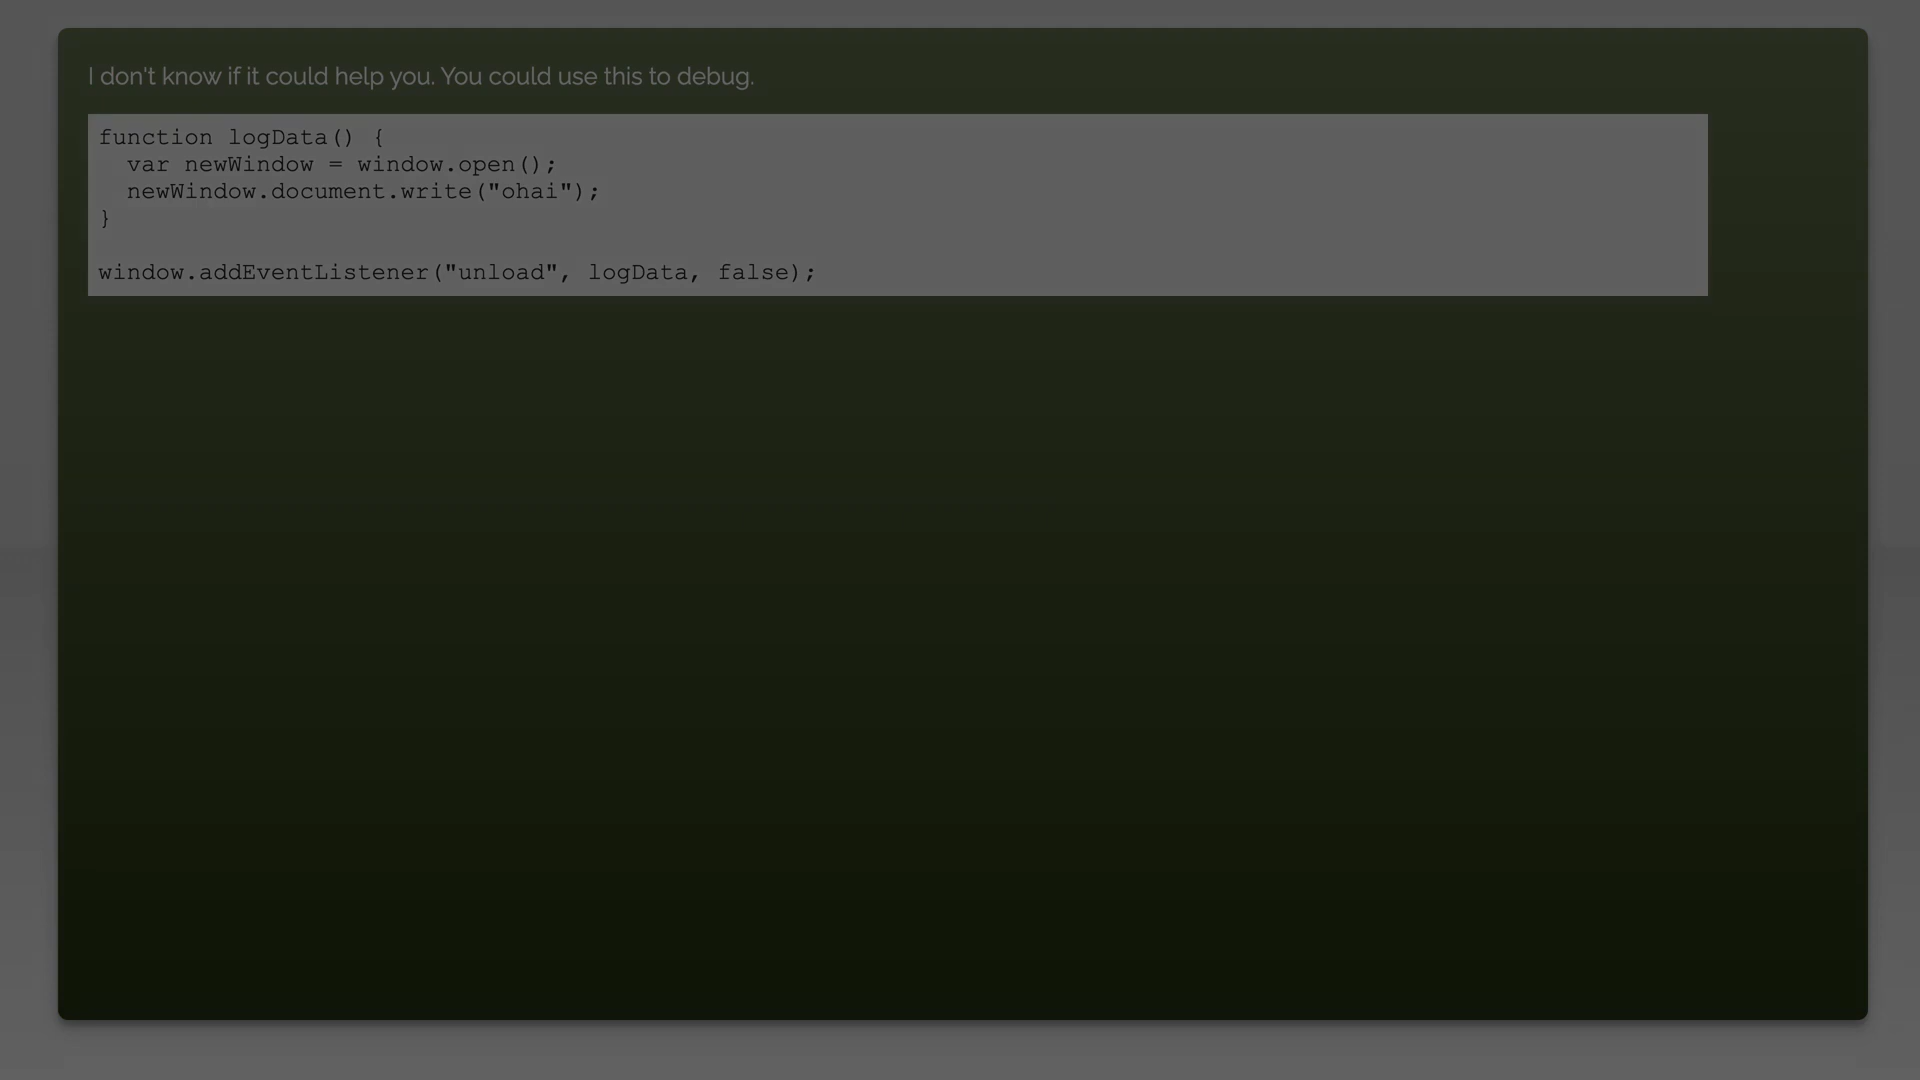 I don't know if it could help you. You could use this to debug.
function logData() {
  var newWindow = window.open();
  newWindow.document.write("ohai");
}
window.addEventListener("unload", logData, false);